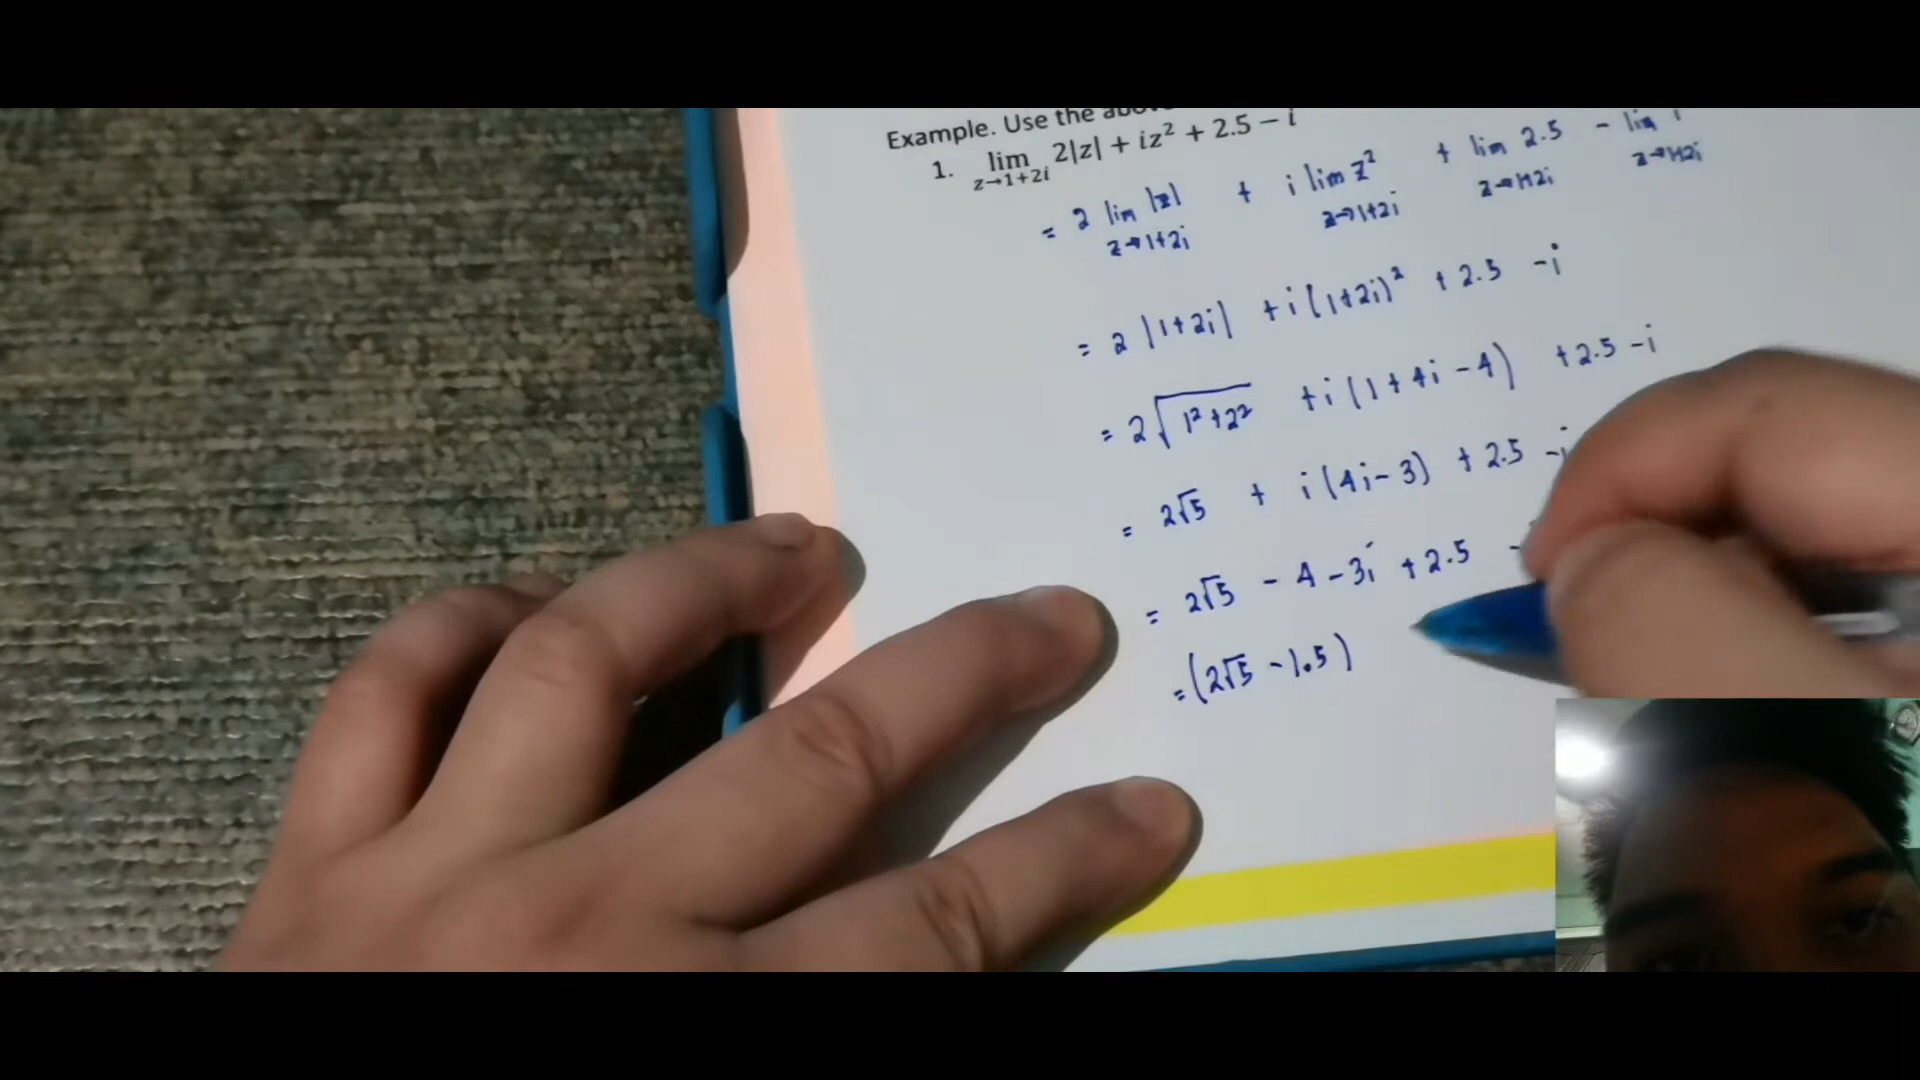 Example. Use the above
1. lim 2|z| + iz² + 2.5 − i
z→1+2i
= 2 lim |z| + i lim z² + lim 2.5 - lim i
z→1+2i z→1+2i z→1+2i z→1+2i
= 2 |1+2i| + i(1+2i)² + 2.5 - i
= 2√1²+2² + i(1+4i-4) + 2.5 - i
= 2√5 + i(4i-3) + 2.5 - i
= 2√5 - 4 - 3i + 2.5 -
= (2√5 - 1.5)